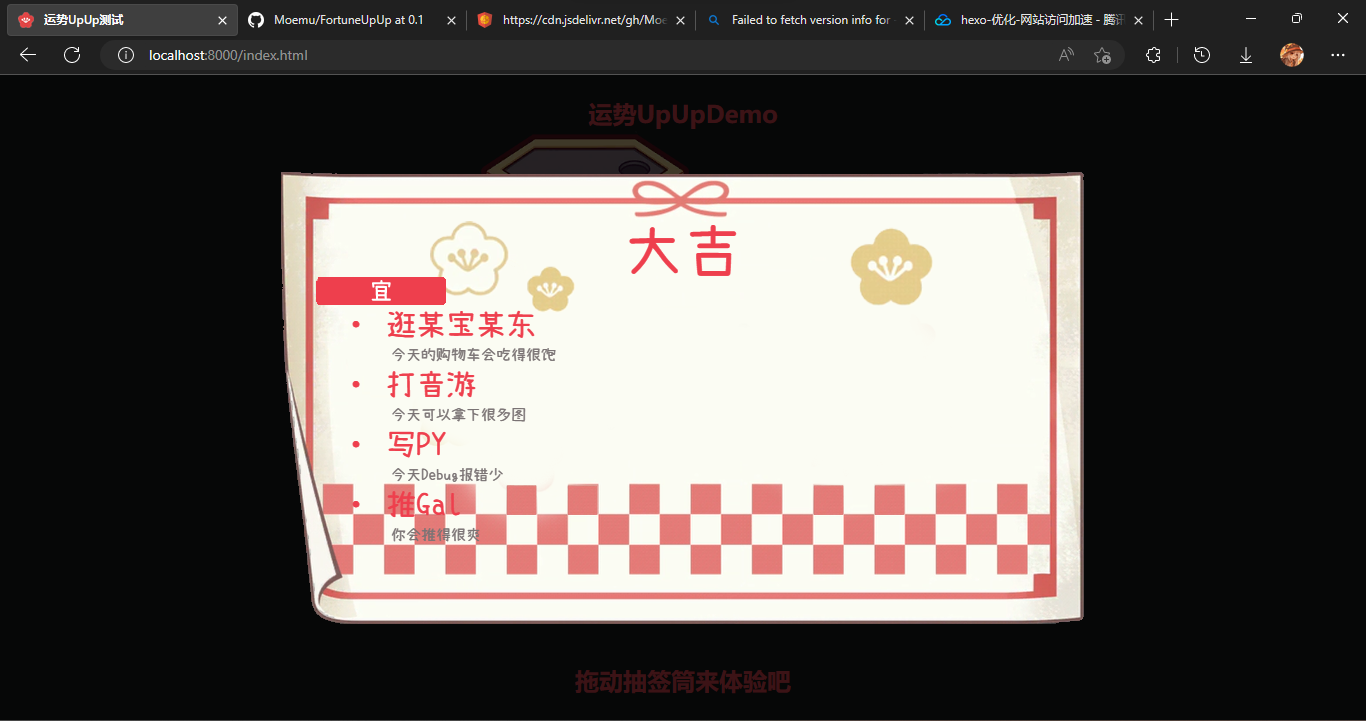 运势UpUp测试
Moemu/FortuneUpUp at 0.1
https://cdn.jsdelivr.net/gh/Moe
Failed to fetch version info for
hexo-优化-网站访问加速 - 腾讯
localhost:8000/index.html
运势UpUpDemo
大吉
宜
• 逛某宝某东
今天的购物车会吃得很饱
• 打音游
今天可以拿下很多图
• 写PY
今天Debug报错少
• 推Gal
你会推得很爽
拖动抽签筒来体验吧